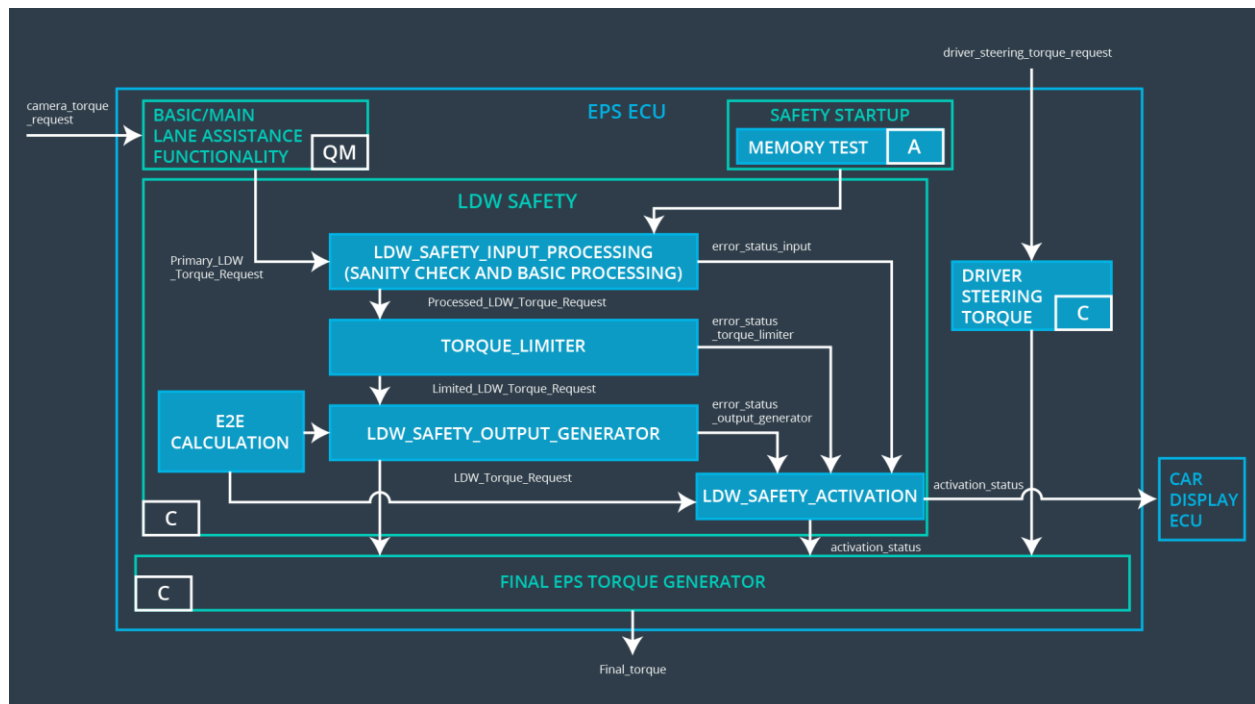 driver_steering_torque_request
camera_torque
_request
EPS ECU
BASIC/MAIN
LANE ASSISTANCE
FUNCTIONALITY
QM
SAFETY STARTUP
MEMORY TEST
A
LDW SAFETY
Primary_LDW
_Torque_Request
LDW_SAFETY_INPUT_PROCESSING
(SANITY CHECK AND BASIC PROCESSING)
error_status_input
DRIVER
STEERING
TORQUE
C
Processed_LDW_Torque_Request
TORQUE_LIMITER
error_status
_torque_limiter
Limited_LDW_Torque_Request
E2E
CALCULATION
LDW_SAFETY_OUTPUT_GENERATOR
error_status
_output_generator
LDW_Torque_Request
LDW_SAFETY_ACTIVATION
activation_status
CAR
DISPLAY
ECU
C
activation_status
FINAL EPS TORQUE GENERATOR
C
Final_torque